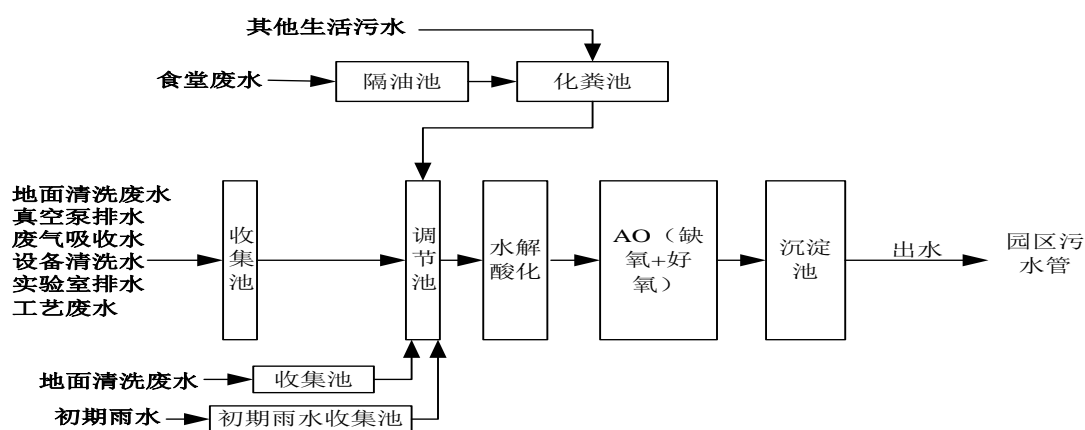 其他生活污水
食堂废水
隔油池
化粪池
地面清洗废水
真空泵排水
废气吸收水
设备清洗水
实验室排水
工艺废水
收
集
池
调
节
池
水解
酸化
AO（缺
氧+好
氧）
沉淀
池
出水
园区污
水管
地面清洗废水
收集池
初期雨水
初期雨水收集池